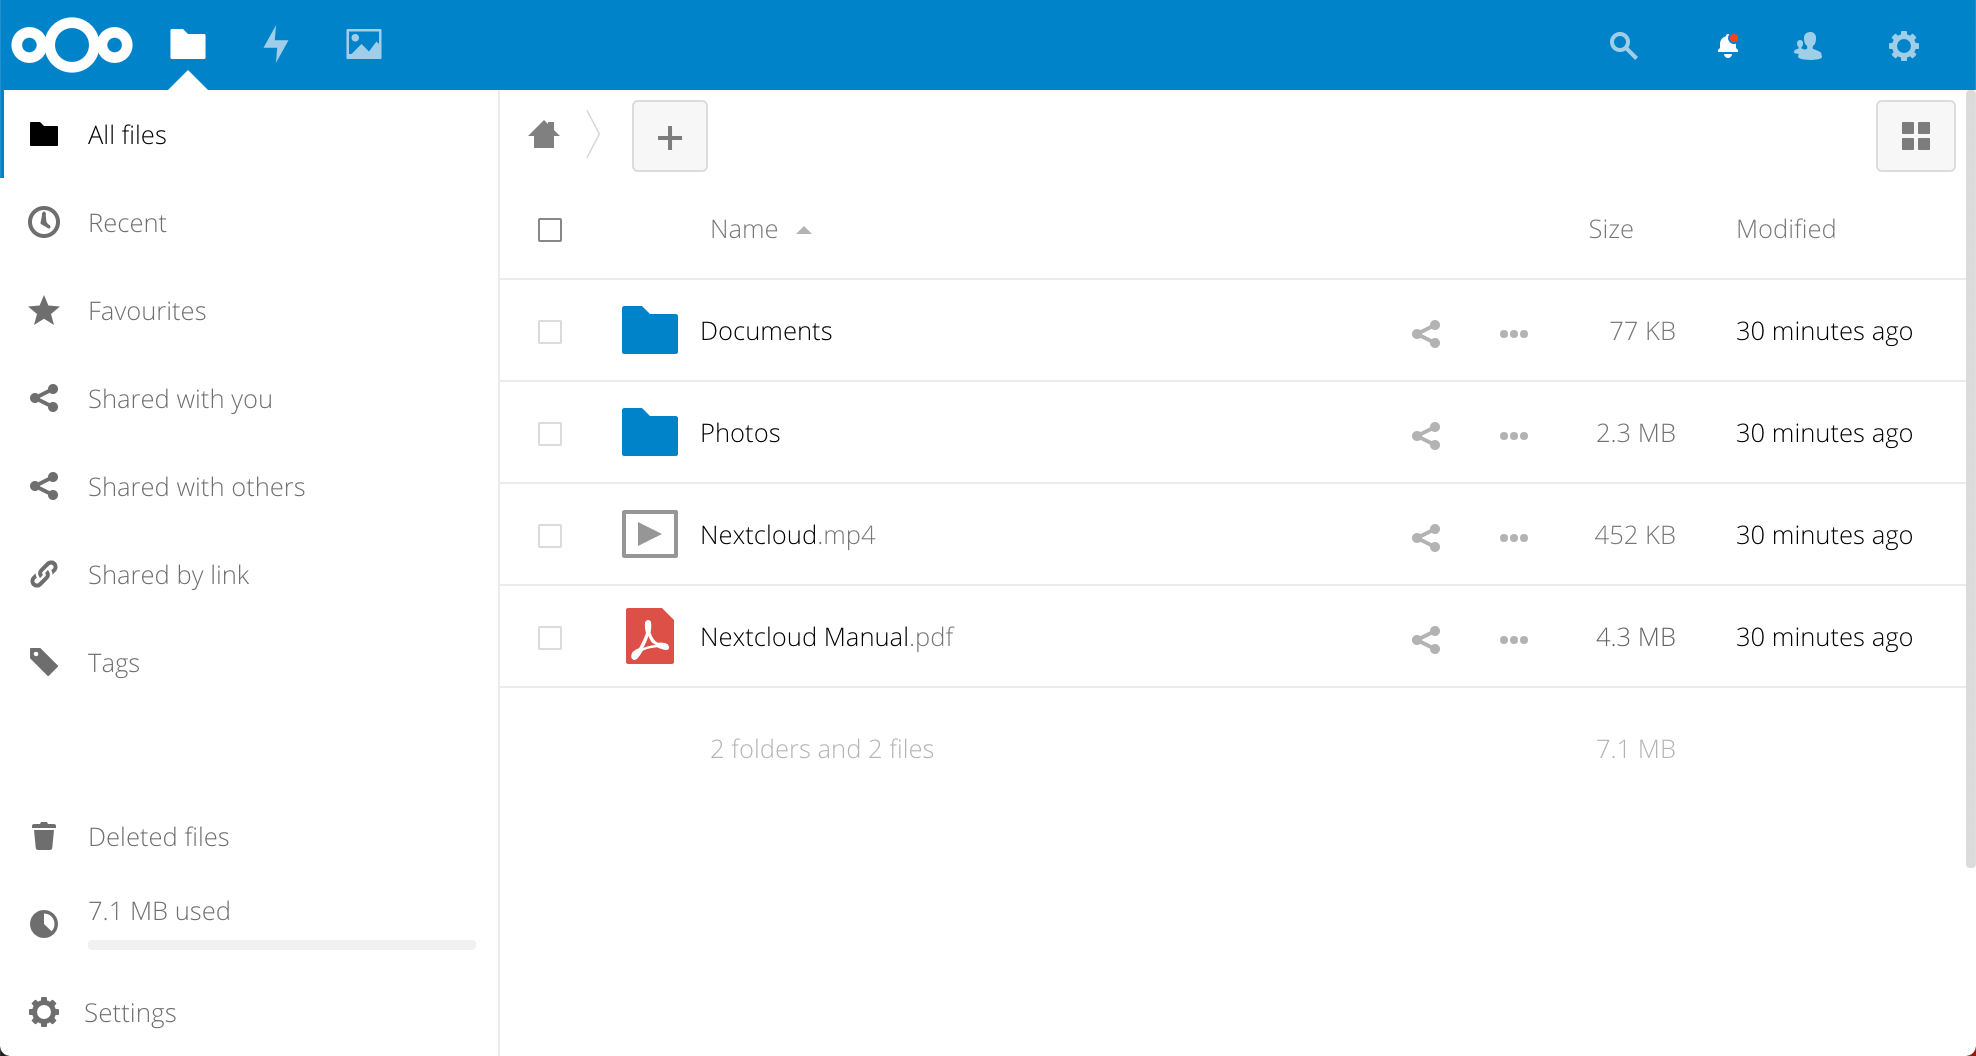 All files
Recent
Favourites
Shared with you
Shared with others
Shared by link
Tags
Deleted files
7.1 MB used
Settings
Name Size Modified
Documents 77 KB 30 minutes ago
Photos 2.3 MB 30 minutes ago
Nextcloud.mp4 452 KB 30 minutes ago
Nextcloud Manual.pdf 4.3 MB 30 minutes ago
2 folders and 2 files 7.1 MB